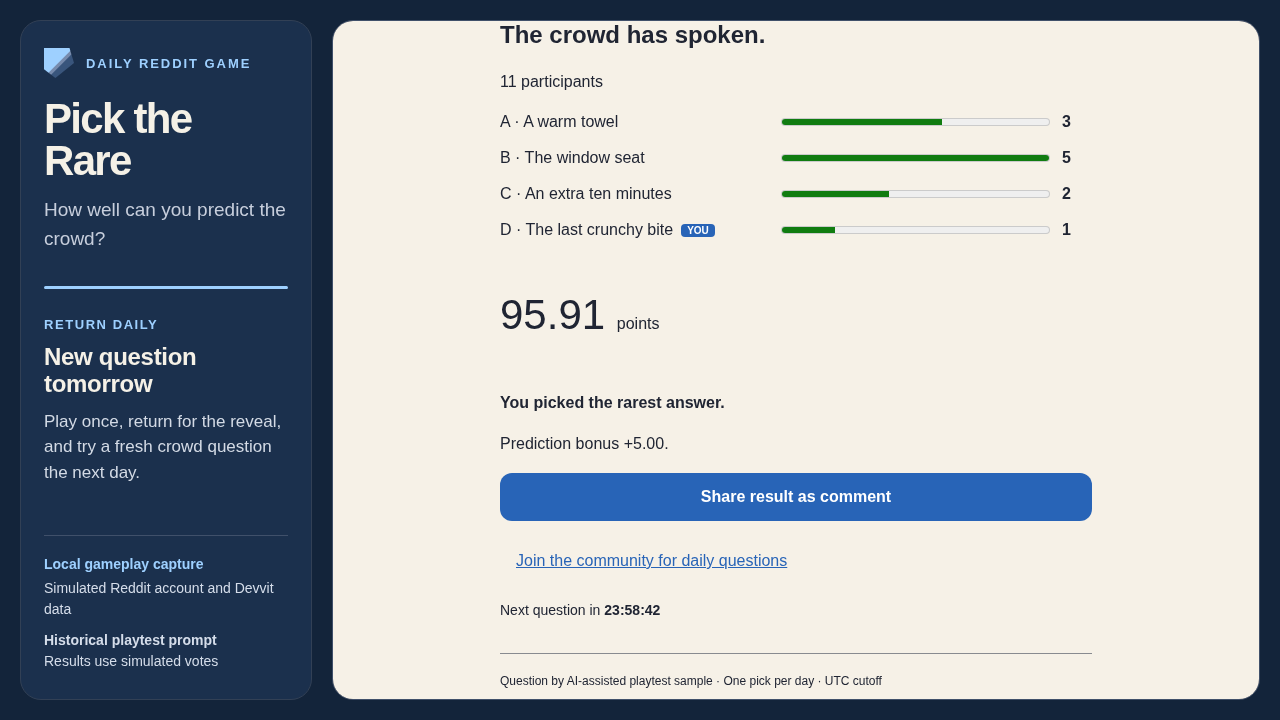 DAILY REDDIT GAME
Pick the
Rare
How well can you predict the
crowd?
RETURN DAILY
New question
tomorrow
Play once, return for the reveal,
and try a fresh crowd question
the next day.
Local gameplay capture
Simulated Reddit account and Devvit
data
Historical playtest prompt
Results use simulated votes
The crowd has spoken.
11 participants
A · A warm towel 3
B · The window seat 5
C · An extra ten minutes 2
D · The last crunchy bite YOU 1
95.91 points
You picked the rarest answer.
Prediction bonus +5.00.
Share result as comment
Join the community for daily questions
Next question in 23:58:42
Question by AI-assisted playtest sample · One pick per day · UTC cutoff